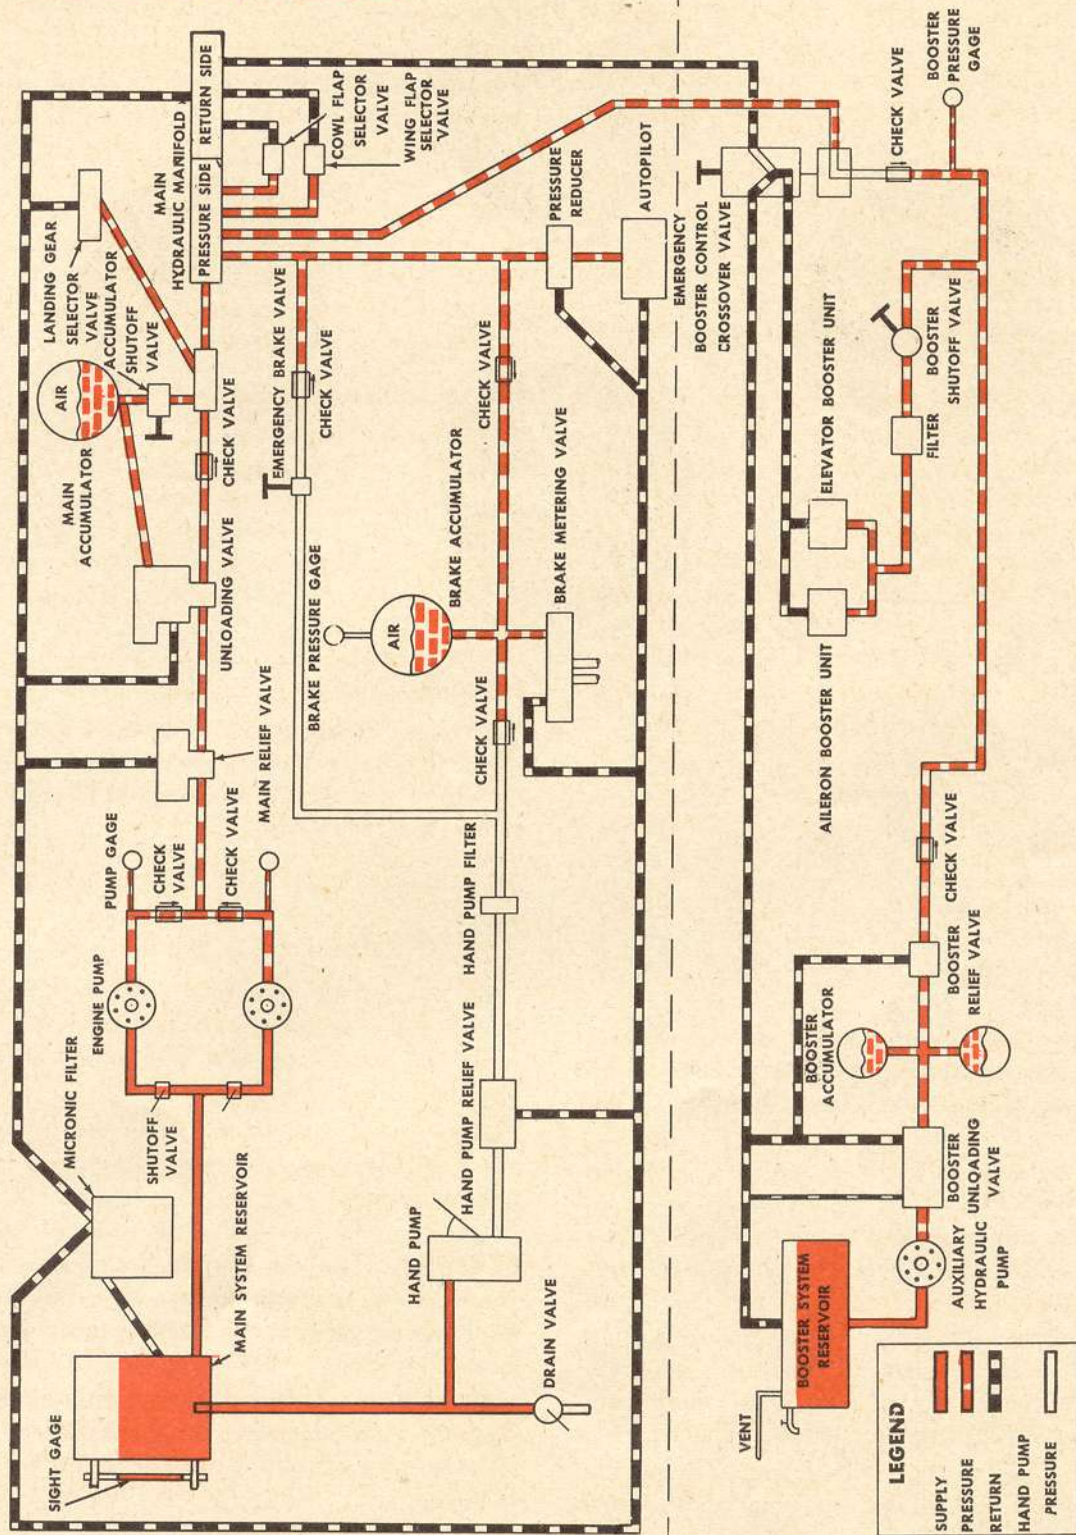 SIGHT GAGE
MAIN SYSTEM RESERVOIR
MICRONIC FILTER
SHUTOFF
VALVE
ENGINE PUMP
PUMP GAGE
CHECK
VALVE
CHECK VALVE
MAIN RELIEF VALVE
UNLOADING VALVE
MAIN
ACCUMULATOR
AIR
CHECK VALVE
ACCUMULATOR
SHUTOFF
VALVE
LANDING GEAR
SELECTOR
VALVE
MAIN
HYDRAULIC MANIFOLD
PRESSURE SIDE
RETURN SIDE
COWL FLAP
SELECTOR
VALVE
WING FLAP
SELECTOR
VALVE
EMERGENCY BRAKE VALVE
CHECK VALVE
BRAKE PRESSURE GAGE
AIR
BRAKE ACCUMULATOR
CHECK VALVE
CHECK VALVE
BRAKE METERING VALVE
PRESSURE
REDUCER
AUTOPILOT
HAND PUMP
HAND PUMP RELIEF VALVE
HAND PUMP FILTER
DRAIN VALVE
EMERGENCY
BOOSTER CONTROL
CROSSOVER VALVE
CHECK VALVE
BOOSTER
PRESSURE
GAGE
ELEVATOR BOOSTER UNIT
AILERON BOOSTER UNIT
FILTER
BOOSTER
SHUTOFF VALVE
CHECK VALVE
BOOSTER
RELIEF VALVE
BOOSTER
ACCUMULATOR
BOOSTER
UNLOADING
VALVE
AUXILIARY
HYDRAULIC
PUMP
BOOSTER SYSTEM
RESERVOIR
VENT
LEGEND
SUPPLY
PRESSURE
RETURN
HAND PUMP
PRESSURE